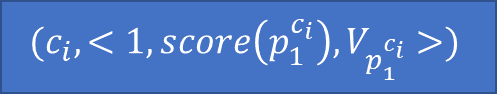 $(c_i, < 1, score(p_1^{c_i}), V_{p_1^{c_i}} >)$